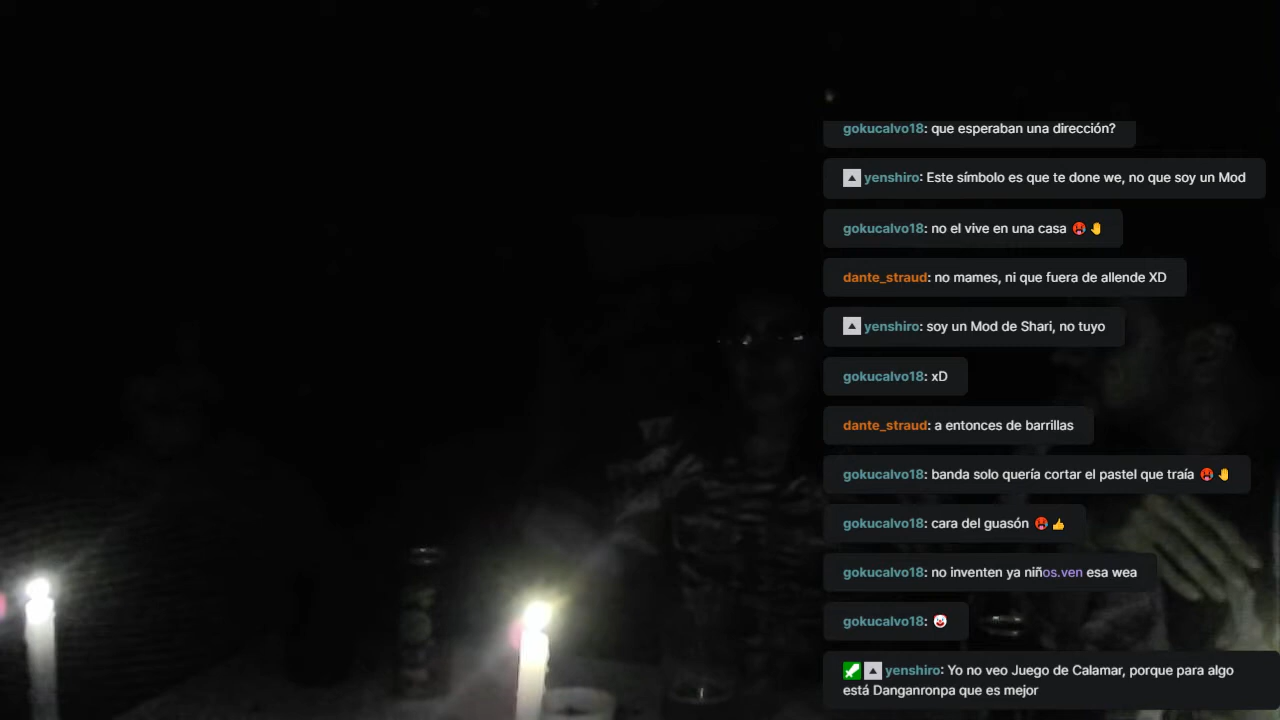 gokucalvo18: que esperaban una dirección?
yenshiro: Este símbolo es que te done we, no que soy un Mod
gokucalvo18: no el vive en una casa 🥵🤚
dante_straud: no mames, ni que fuera de allende XD
yenshiro: soy un Mod de Shari, no tuyo
gokucalvo18: xD
dante_straud: a entonces de barrillas
gokucalvo18: banda solo quería cortar el pastel que traía 🥵🤚
gokucalvo18: cara del guasón 🥵👍
gokucalvo18: no inventen ya niños.ven esa wea
gokucalvo18: 🤡
yenshiro: Yo no veo Juego de Calamar, porque para algo
está Danganronpa que es mejor